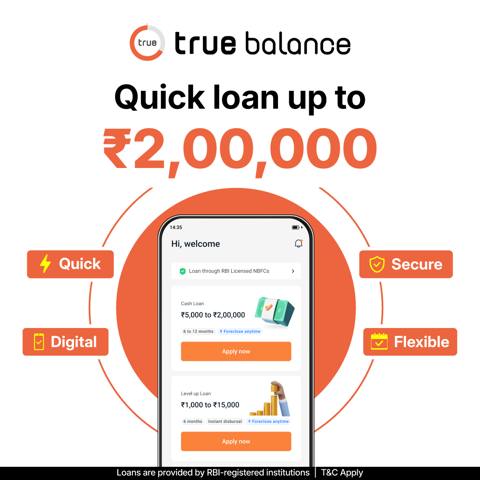 true
true balance
Quick loan up to
₹2,00,000
14:35
Hi, welcome
Loan through RBI Licensed NBFCs
Quick
Secure
Cash Loan
₹5,000 to ₹2,00,000
6 to 12 months
Foreclose anytime
Apply now
Digital
Flexible
Level up Loan
₹1,000 to ₹15,000
6 months Instant disbursal
Foreclose anytime
Apply now
Loans are provided by RBI-registered institutions | T&C Apply